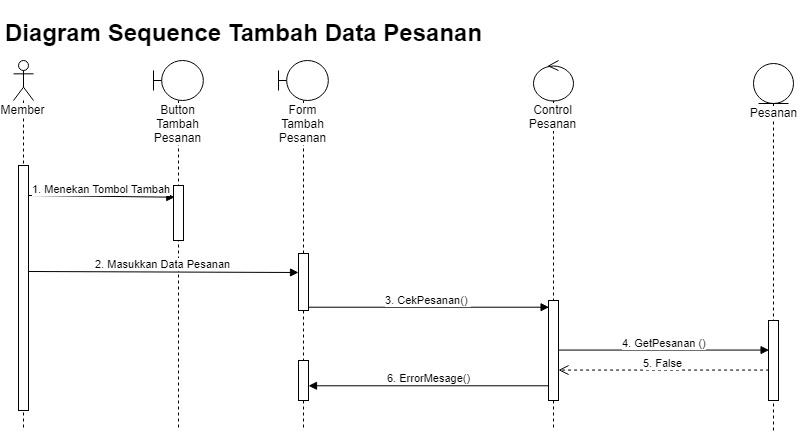 Diagram Sequence Tambah Data Pesanan
Member
Button
Tambah
Pesanan
Form
Tambah
Pesanan
Control
Pesanan
Pesanan
1. Menekan Tombol Tambah
2. Masukkan Data Pesanan
3. CekPesanan()
4. GetPesanan ()
5. False
6. ErrorMesage()